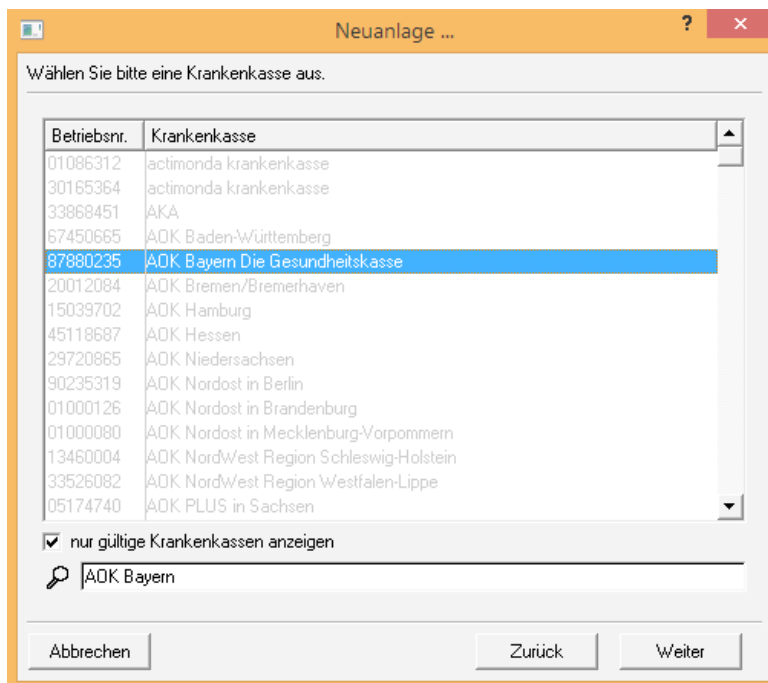 Neuanlage ...
?
Wählen Sie bitte eine Krankenkasse aus.
Betriebsnr. Krankenkasse
01086312 actimonda krankenkasse
30165364 actimonda krankenkasse
33868451 AKA
67450665 AOK Baden-Württemberg
87880235 AOK Bayern Die Gesundheitskasse
20012084 AOK Bremen/Bremerhaven
15039702 AOK Hamburg
45118687 AOK Hessen
29720865 AOK Niedersachsen
90235319 AOK Nordost in Berlin
01000126 AOK Nordost in Brandenburg
01000080 AOK Nordost in Mecklenburg-Vorpommern
13460004 AOK NordWest Region Schleswig-Holstein
33526082 AOK NordWest Region Westfalen-Lippe
05174740 AOK PLUS in Sachsen
nur gültige Krankenkassen anzeigen
AOK Bayern
Abbrechen Zurück Weiter